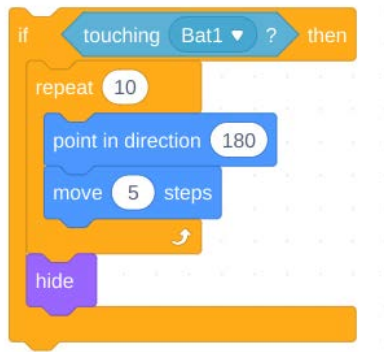 if touching Bat1 ? then
repeat 10
point in direction 180
move 5 steps
hide